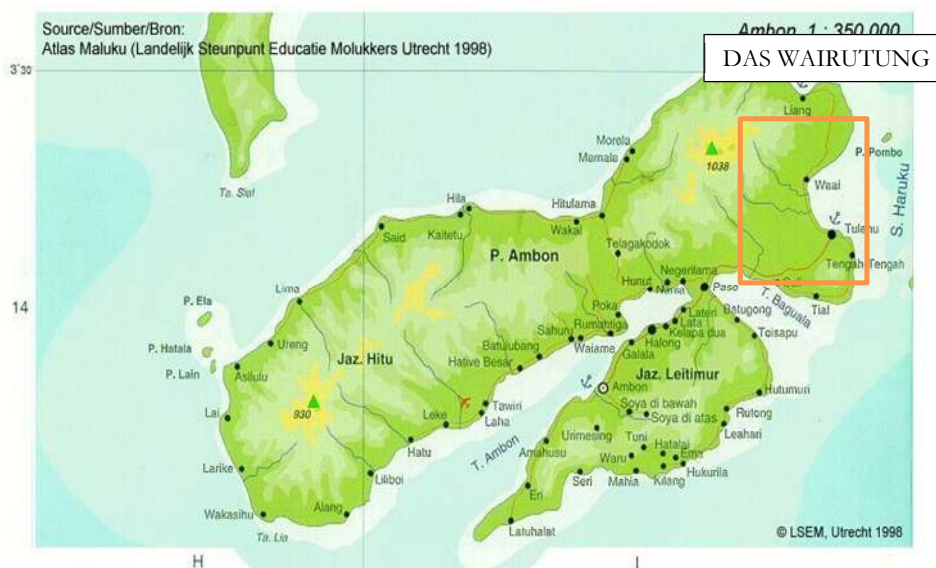 Source/Sumber/Bron:
Atlas Maluku (Landelijk Steunpunt Educatie Molukkers Utrecht 1998)
Ambon 1 : 350.000
DAS WAIRUTUNG
Liang
Morela
Mamala
1038
P. Pombo
Ta. Sial
Waai
S. Haruku
Hila
Kaitetu
Hitulama
Wakal
Said
Tulehu
Telagakodok
P. Ambon
Tengah-Tengah
Negerilama
Hunut
Nania
Paso
Lima
T. Baguala
Tial
P. Ela
Poka
Rumahtiga
Lateri
Lata
Batugong
Sahuru
Kelapa dua
Toisapu
Ureng
Batulubang
Waiame
Halong
P. Hatala
Jaz. Hitu
Hative Besar
Galala
P. Lain
Asilulu
Jaz. Leitimur
Ambon
Hutumuri
930
Tawiri
Lai
Leke
Laha
Soya di bawah
Soya di atas
Rutong
T. Ambon
Urimesing
Tuni
Leahari
Hatu
Amahusu
Hatalai
Waru
Ema
Larike
Liliboi
Seri
Mahia
Kilang
Hukurila
Eri
Wakasihu
Alang
Latuhalat
Ta. Lia
© LSEM, Utrecht 1998
14
H
I